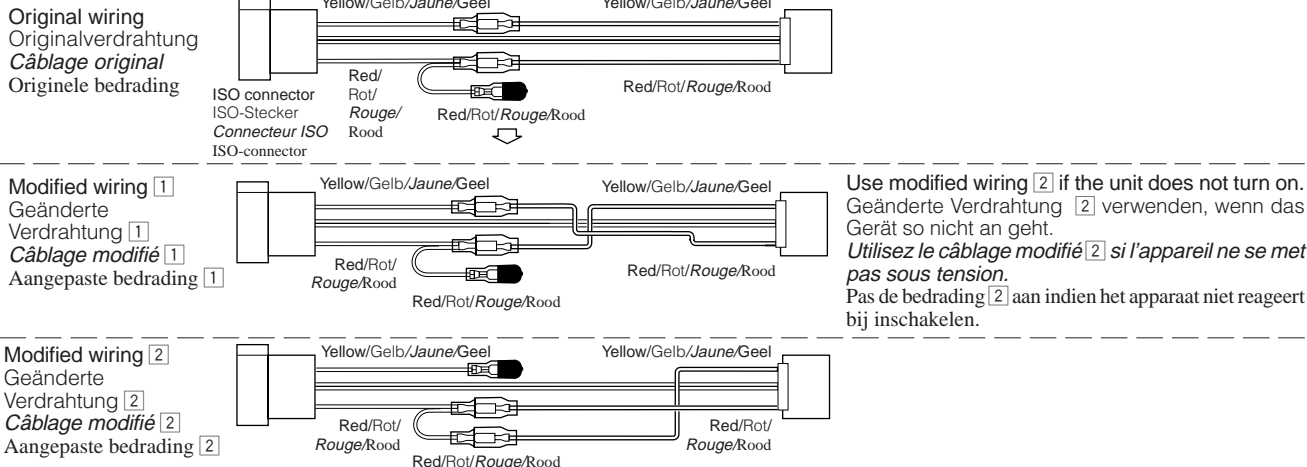 Yellow/Gelb/Jaune/Geel
Yellow/Gelb/Jaune/Geel
Original wiring
Originalverdrahtung
Câblage original
Originele bedrading
ISO connector
ISO-Stecker
Connecteur ISO
ISO-connector
Red/
Rot/
Rouge/
Rood
Red/Rot/Rouge/Rood
Red/Rot/Rouge/Rood
Modified wiring 1
Geänderte
Verdrahtung 1
Câblage modifié 1
Aangepaste bedrading 1
Yellow/Gelb/Jaune/Geel
Yellow/Gelb/Jaune/Geel
Red/Rot/
Rouge/Rood
Red/Rot/Rouge/Rood
Red/Rot/Rouge/Rood
Use modified wiring 2 if the unit does not turn on.
Geänderte Verdrahtung 2 verwenden, wenn das
Gerät so nicht an geht.
Utilisez le câblage modifié 2 si l'appareil ne se met
pas sous tension.
Pas de bedrading 2 aan indien het apparaat niet reageert
bij inschakelen.
Modified wiring 2
Geänderte
Verdrahtung 2
Câblage modifié 2
Aangepaste bedrading 2
Yellow/Gelb/Jaune/Geel
Yellow/Gelb/Jaune/Geel
Red/Rot/
Rouge/Rood
Red/Rot/
Rouge/Rood
Red/Rot/Rouge/Rood